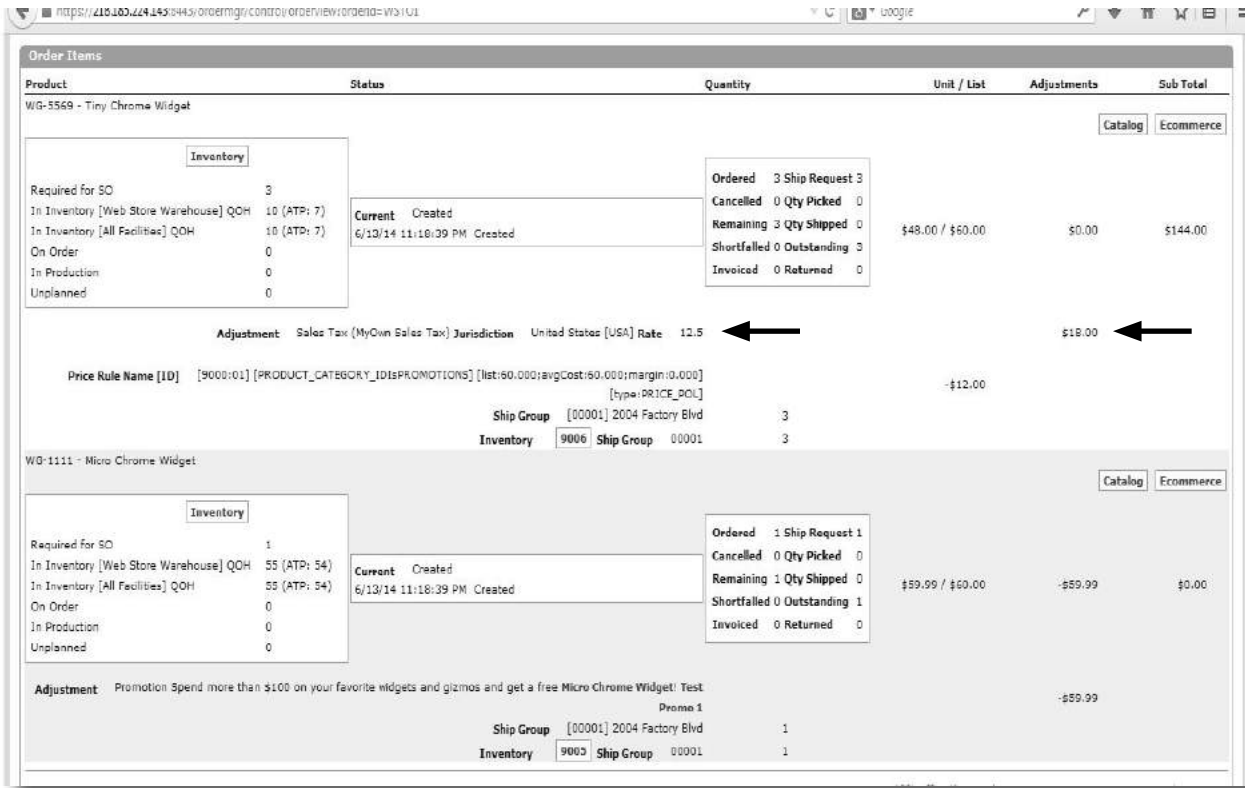 https://218.185.224.143:8443/ordermgr/control/orderview?orderId=WSTO1 Google
Order Items
Product Status Quantity Unit / List Adjustments Sub Total
WG-5569 - Tiny Chrome Widget
Catalog Ecommerce
Inventory
Required for SO 3
In Inventory [Web Store Warehouse] QOH 10 (ATP: 7)
In Inventory [All Facilities] QOH 10 (ATP: 7)
On Order 0
In Production 0
Unplanned 0
Current Created
6/13/14 11:18:39 PM Created
Ordered 3 Ship Request 3
Cancelled 0 Qty Picked 0
Remaining 3 Qty Shipped 0
Shortfalled 0 Outstanding 3
Invoiced 0 Returned 0
$48.00 / $60.00 $0.00 $144.00
Adjustment Sales Tax (MyOwn Sales Tax) Jurisdiction United States [USA] Rate 12.5 $18.00
Price Rule Name [ID] [9000:01] [PRODUCT_CATEGORY_IDIsPROMOTIONS] [list:60.000;avgCost:60.000;margin:0.000]
[type:PRICE_POL]
-$12.00
Ship Group [00001] 2004 Factory Blvd 3
Inventory 9006 Ship Group 00001 3
WG-1111 - Micro Chrome Widget
Catalog Ecommerce
Inventory
Required for SO 1
In Inventory [Web Store Warehouse] QOH 55 (ATP: 54)
In Inventory [All Facilities] QOH 55 (ATP: 54)
On Order 0
In Production 0
Unplanned 0
Current Created
6/13/14 11:18:39 PM Created
Ordered 1 Ship Request 1
Cancelled 0 Qty Picked 0
Remaining 1 Qty Shipped 0
Shortfalled 0 Outstanding 1
Invoiced 0 Returned 0
$59.99 / $60.00 -$59.99 $0.00
Adjustment Promotion Spend more than $100 on your favorite widgets and gizmos and get a free Micro Chrome Widget! Test
Promo 1
-$59.99
Ship Group [00001] 2004 Factory Blvd 1
Inventory 9005 Ship Group 00001 1